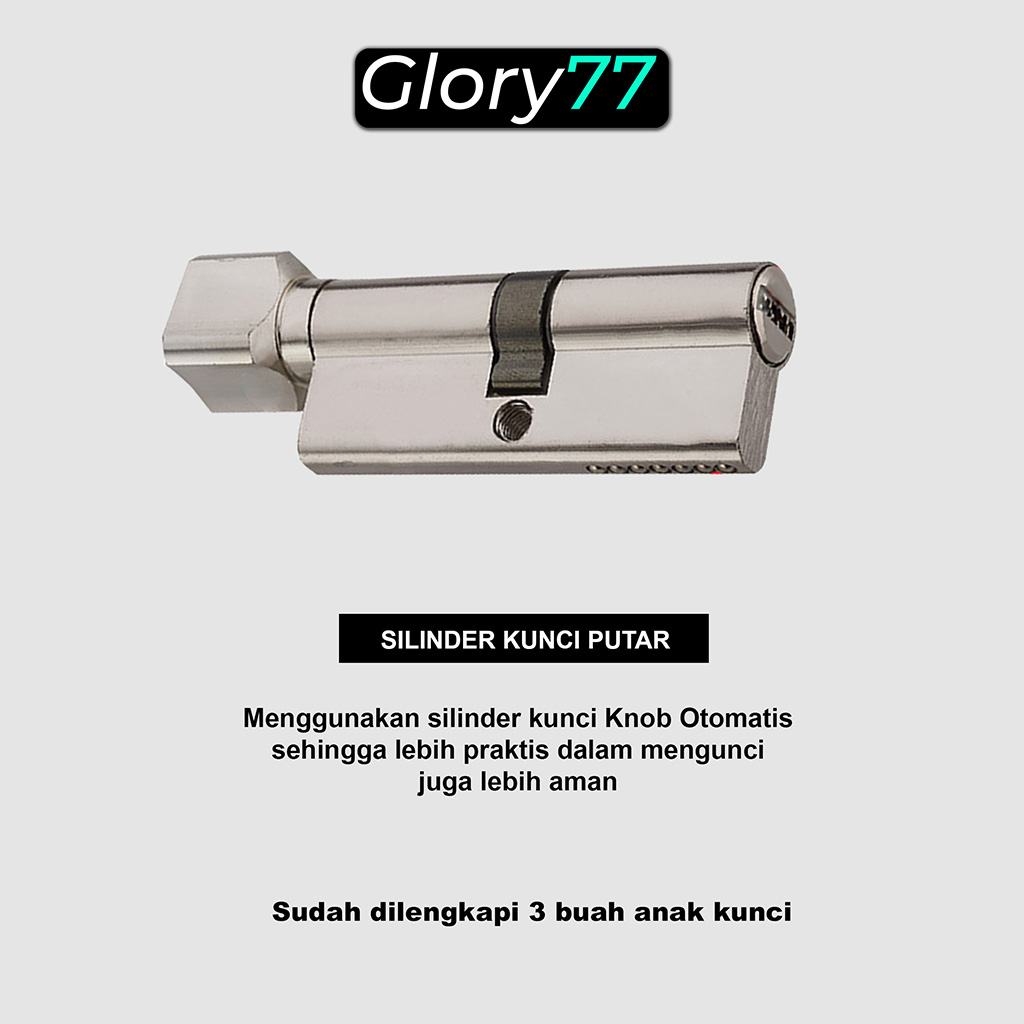 Glory77
SILINDER KUNCI PUTAR
Menggunakan silinder kunci Knob Otomatis
sehingga lebih praktis dalam mengunci
juga lebih aman
Sudah dilengkapi 3 buah anak kunci